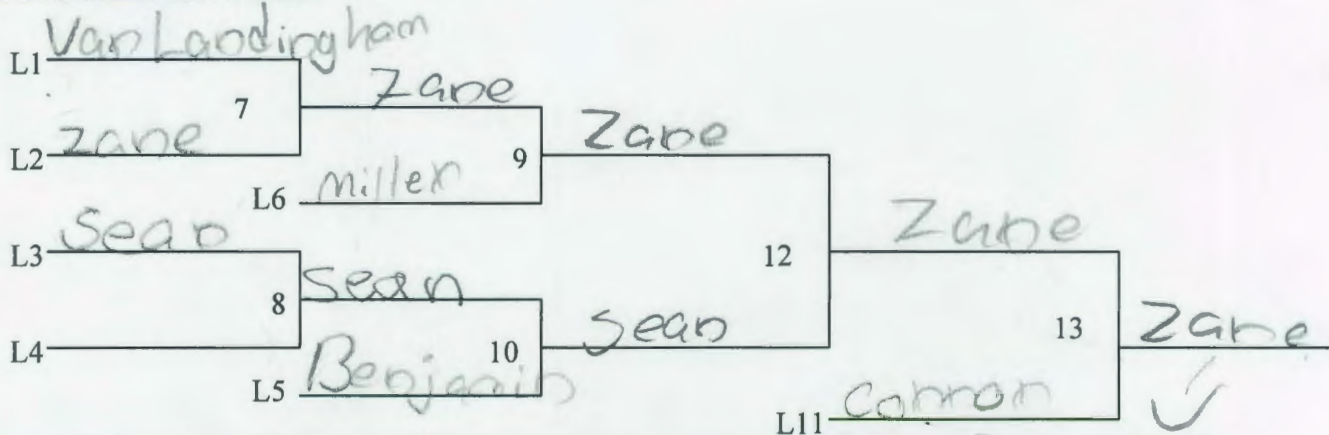 L1 VanLandingham
7 Zane
L2 Zane
9 Zane
L6 Miller
L3 Sean
12 Zane
8 Sean
L4
10 Sean
13 Zane
L5 Benjamin
L11 Connon